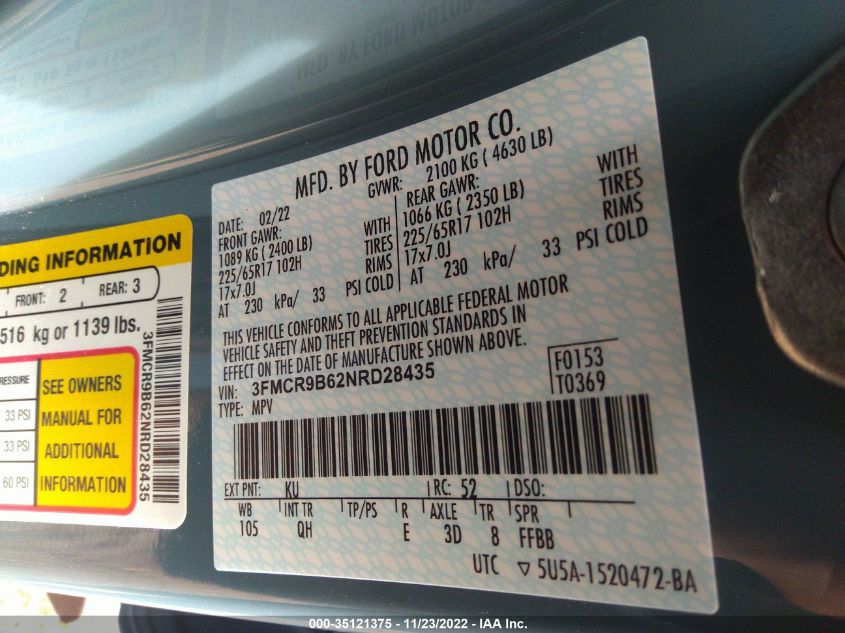 MFD. BY FORD MOTOR CO.
DATE: 02/22 GVWR: 2100 KG ( 4630 LB)
FRONT GAWR: REAR GAWR:
1089 KG ( 2400 LB) WITH 1066 KG ( 2350 LB) WITH
225/65R17 102H TIRES 225/65R17 102H TIRES
17x7.0J RIMS 17x7.0J RIMS
AT 230 kPa/ 33 PSI COLD AT 230 kPa/ 33 PSI COLD
THIS VEHICLE CONFORMS TO ALL APPLICABLE FEDERAL MOTOR
VEHICLE SAFETY AND THEFT PREVENTION STANDARDS IN
EFFECT ON THE DATE OF MANUFACTURE SHOWN ABOVE.
VIN: 3FMCR9B62NRD28435
TYPE: MPV
F0153
T0369
EXT PNT: KU RC: 52 DSO:
WB INT TR TP/PS R AXLE TR SPR
105 QH E 3D 8 FFBB
UTC ▽ 5U5A-1520472-BA
DING INFORMATION
FRONT: 2 REAR: 3
516 kg or 1139 lbs.
RESSURE
33 PSI
33 PSI
60 PSI
SEE OWNERS
MANUAL FOR
ADDITIONAL
INFORMATION
3FMCR9B62NRD28435
000-35121375 - 11/23/2022 - IAA Inc.